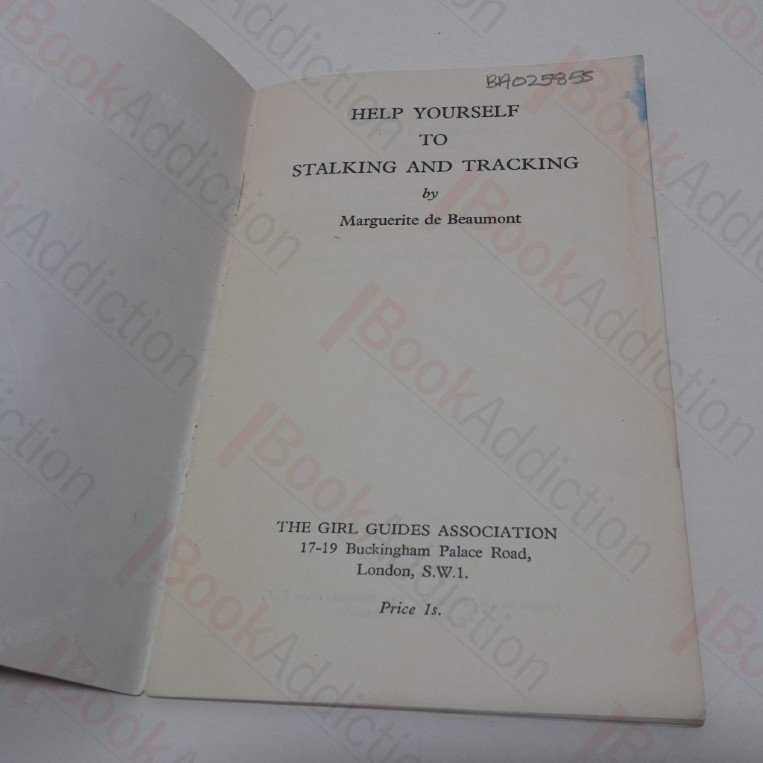 BA025855
HELP YOURSELF
TO
STALKING AND TRACKING
by
Marguerite de Beaumont
THE GIRL GUIDES ASSOCIATION
17-19 Buckingham Palace Road,
London, S.W.1.
Price 1s.
BookAddiction